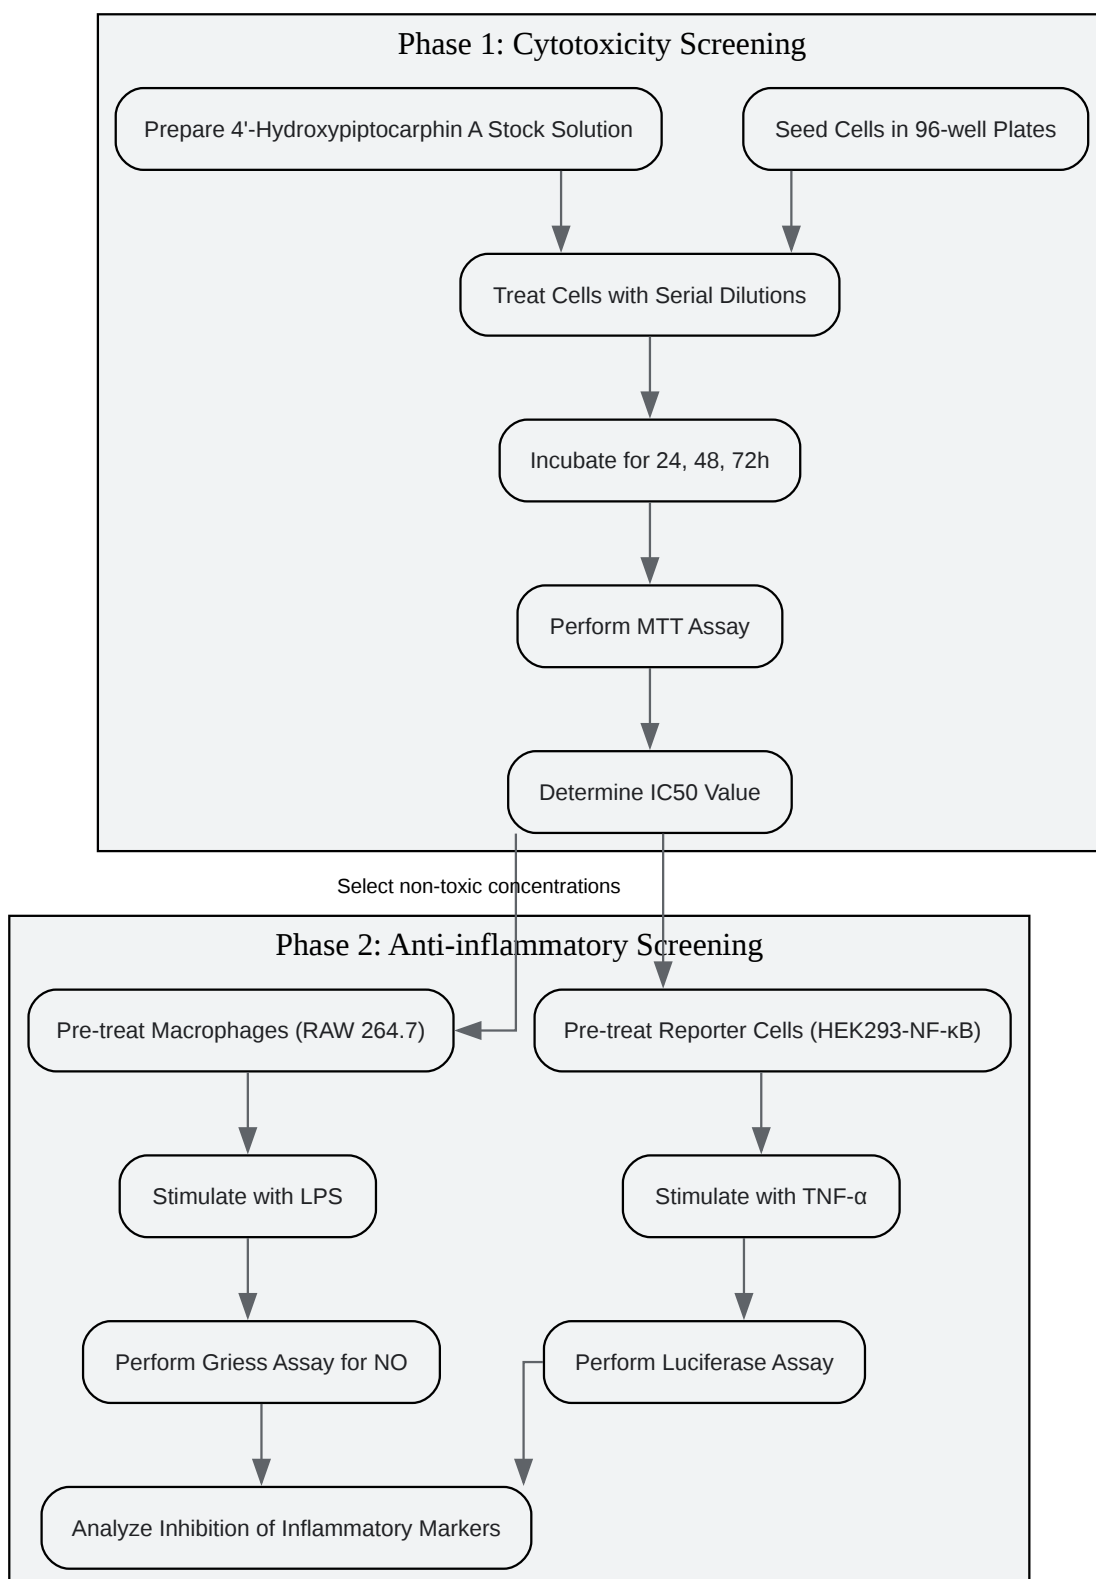 Phase 1: Cytotoxicity Screening
Prepare 4'-Hydroxypiptocarphin A Stock Solution
Seed Cells in 96-well Plates
Treat Cells with Serial Dilutions
Incubate for 24, 48, 72h
Perform MTT Assay
Determine IC50 Value
Select non-toxic concentrations
Phase 2: Anti-inflammatory Screening
Pre-treat Macrophages (RAW 264.7)
Pre-treat Reporter Cells (HEK293-NF-κB)
Stimulate with LPS
Stimulate with TNF-α
Perform Griess Assay for NO
Perform Luciferase Assay
Analyze Inhibition of Inflammatory Markers